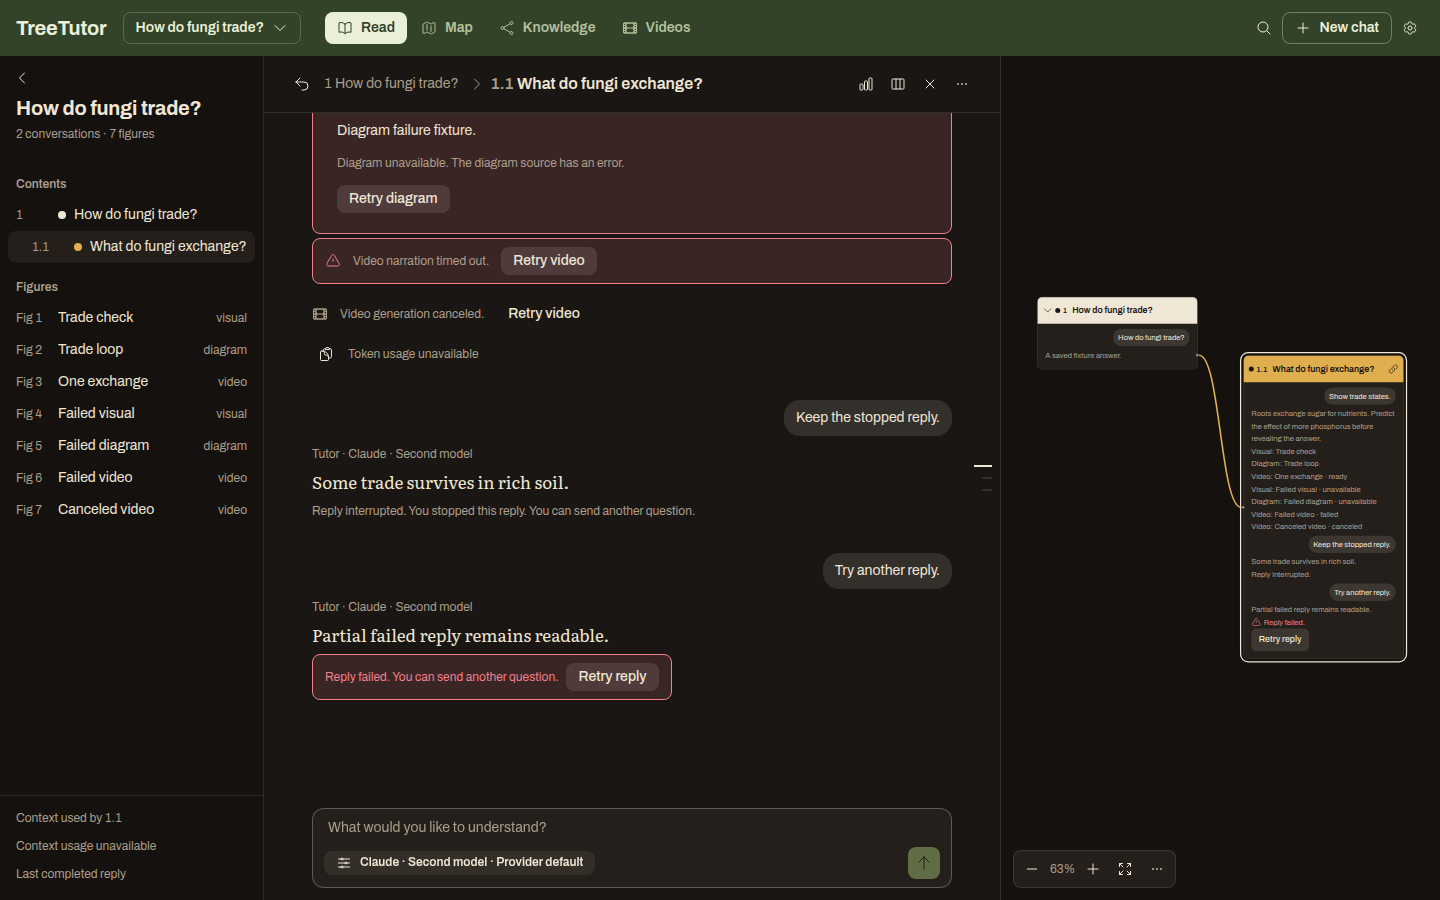 TreeTutor
How do fungi trade?
Read
Map
Knowledge
Videos
New chat
How do fungi trade?
2 conversations · 7 figures
Contents
1 How do fungi trade?
1.1 What do fungi exchange?
Figures
Fig 1 Trade check visual
Fig 2 Trade loop diagram
Fig 3 One exchange video
Fig 4 Failed visual visual
Fig 5 Failed diagram diagram
Fig 6 Failed video video
Fig 7 Canceled video video
Context used by 1.1
Context usage unavailable
Last completed reply
1 How do fungi trade?
1.1 What do fungi exchange?
Diagram failure fixture.
Diagram unavailable. The diagram source has an error.
Retry diagram
Video narration timed out.
Retry video
Video generation canceled.
Retry video
Token usage unavailable
Keep the stopped reply.
Tutor · Claude · Second model
Some trade survives in rich soil.
Reply interrupted. You stopped this reply. You can send another question.
Try another reply.
Tutor · Claude · Second model
Partial failed reply remains readable.
Reply failed. You can send another question.
Retry reply
What would you like to understand?
Claude · Second model · Provider default
1 How do fungi trade?
How do fungi trade?
A saved fixture answer.
1.1 What do fungi exchange?
Show trade states.
Roots exchange sugar for nutrients. Predict
the effect of more phosphorus before
revealing the answer.
Visual: Trade check
Diagram: Trade loop
Video: One exchange · ready
Visual: Failed visual · unavailable
Diagram: Failed diagram · unavailable
Video: Failed video · failed
Video: Canceled video · canceled
Keep the stopped reply.
Some trade survives in rich soil.
Reply interrupted.
Try another reply.
Partial failed reply remains readable.
Reply failed.
Retry reply
63%